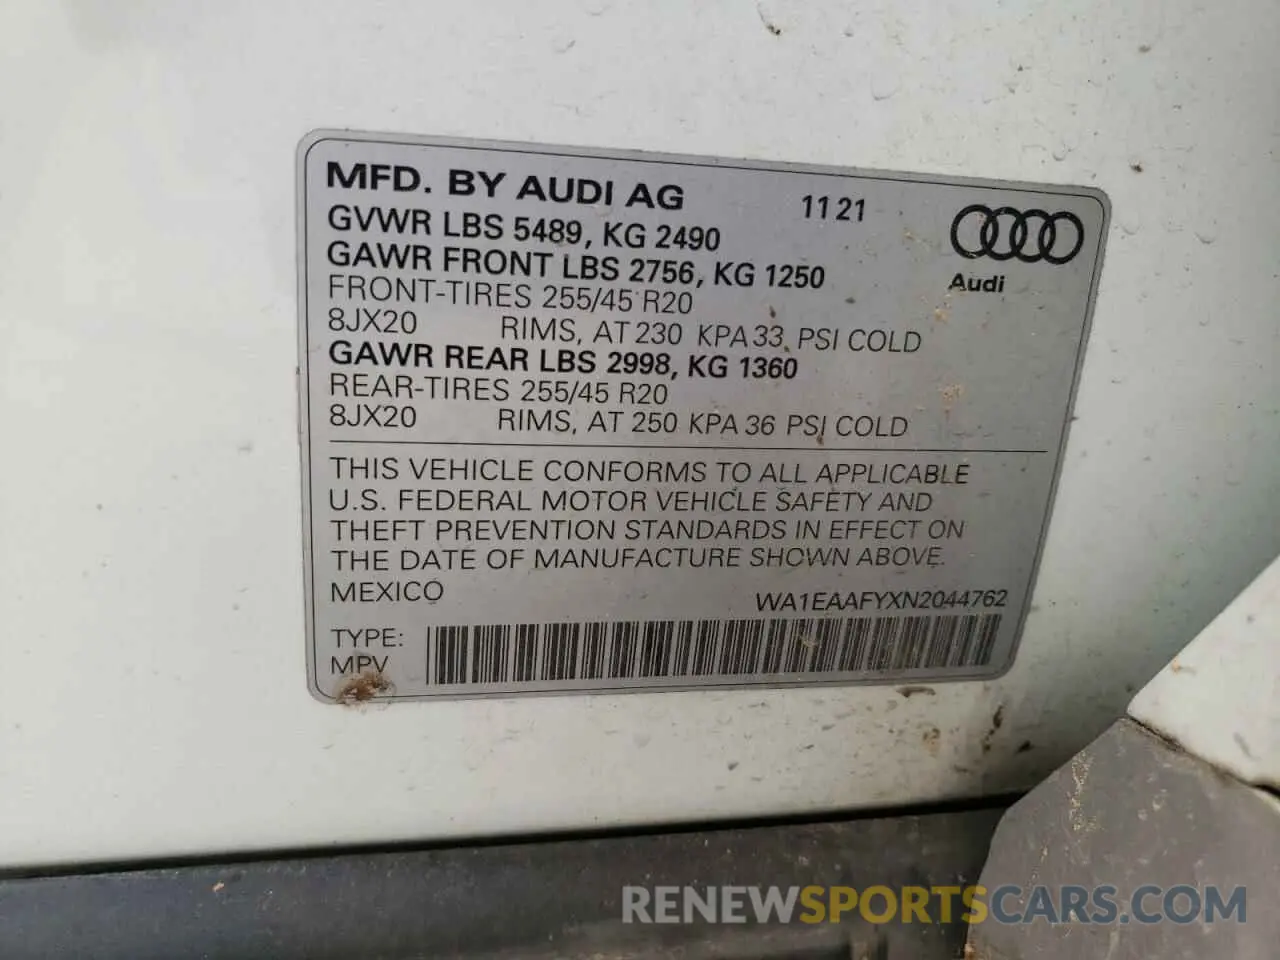 MFD. BY AUDI AG 11 21
GVWR LBS 5489, KG 2490
GAWR FRONT LBS 2756, KG 1250
Audi
FRONT-TIRES 255/45 R20
8JX20 RIMS, AT 230 KPA 33 PSI COLD
GAWR REAR LBS 2998, KG 1360
REAR-TIRES 255/45 R20
8JX20 RIMS, AT 250 KPA 36 PSI COLD
THIS VEHICLE CONFORMS TO ALL APPLICABLE
U.S. FEDERAL MOTOR VEHICLE SAFETY AND
THEFT PREVENTION STANDARDS IN EFFECT ON
THE DATE OF MANUFACTURE SHOWN ABOVE.
MEXICO WA1EAAFYXN2044762
TYPE:
MPV
RENEWSPORTSCARS.COM